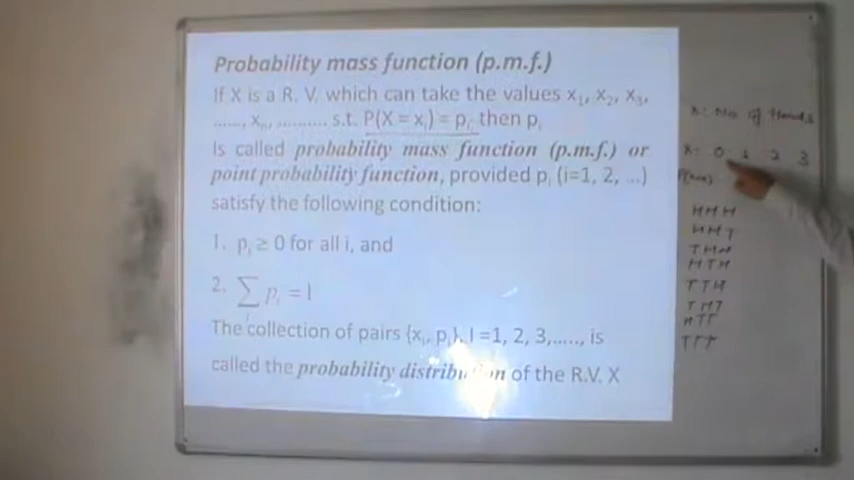 Probability mass function (p.m.f.)
If X is a R. V. which can take the values x₁, x₂, x₃,
......, xₙ, .......... s.t. P(X = xᵢ) = pᵢ, then pᵢ
Is called probability mass function (p.m.f.) or
point probability function, provided pᵢ (i=1, 2, ...)
satisfy the following condition:
1. pᵢ ≥ 0 for all i, and
2. ∑ pᵢ = 1
i
The collection of pairs {xᵢ, pᵢ}, I =1, 2, 3,....., is
called the probability distribution of the R.V. X
X: No of Heads
X: 0 1 2 3
HHH
HHT
THH
HTH
TTH
THT
HTT
TTT